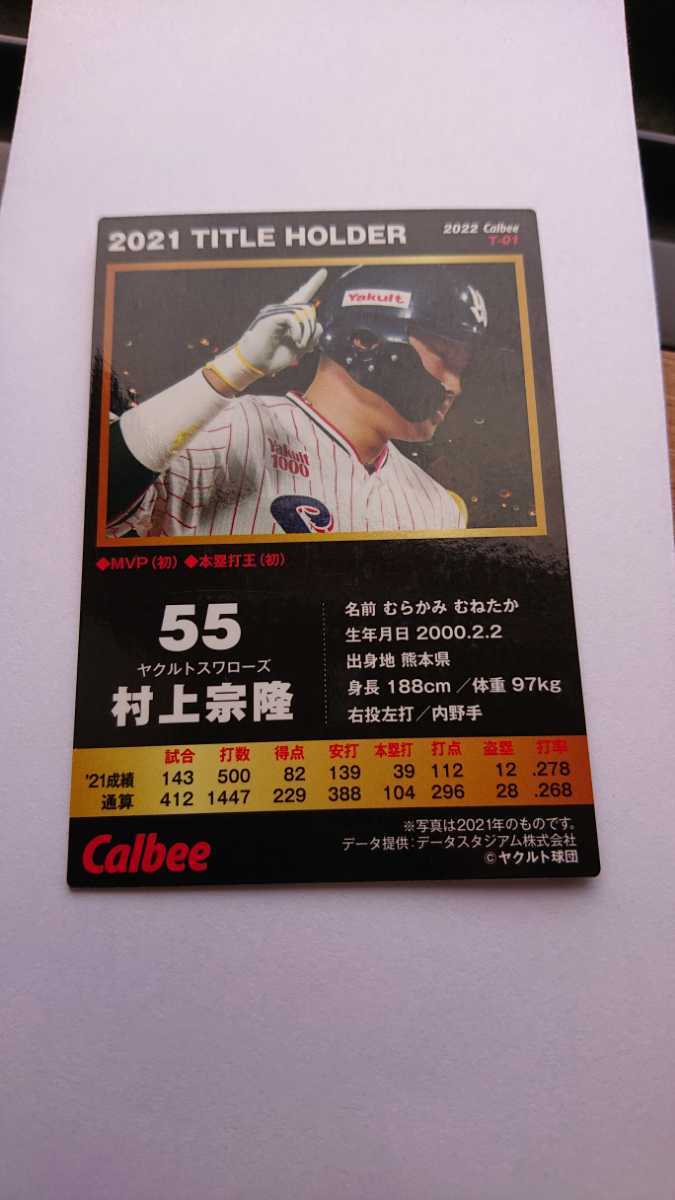 2021 TITLE HOLDER
2022 Calbee
T-01
Yakult
Yakult
1000
◆MVP(初) ◆本塁打王(初)
55
ヤクルトスワローズ
村上宗隆
名前 むらかみ むねたか
生年月日 2000.2.2
出身地 熊本県
身長 188cm/体重 97kg
右投左打/内野手
試合 打数 得点 安打 本塁打 打点 盗塁 打率
'21成績 143 500 82 139 39 112 12 .278
通算 412 1447 229 388 104 296 28 .268
Calbee
※写真は2021年のものです。
データ提供:データスタジアム株式会社
©ヤクルト球団